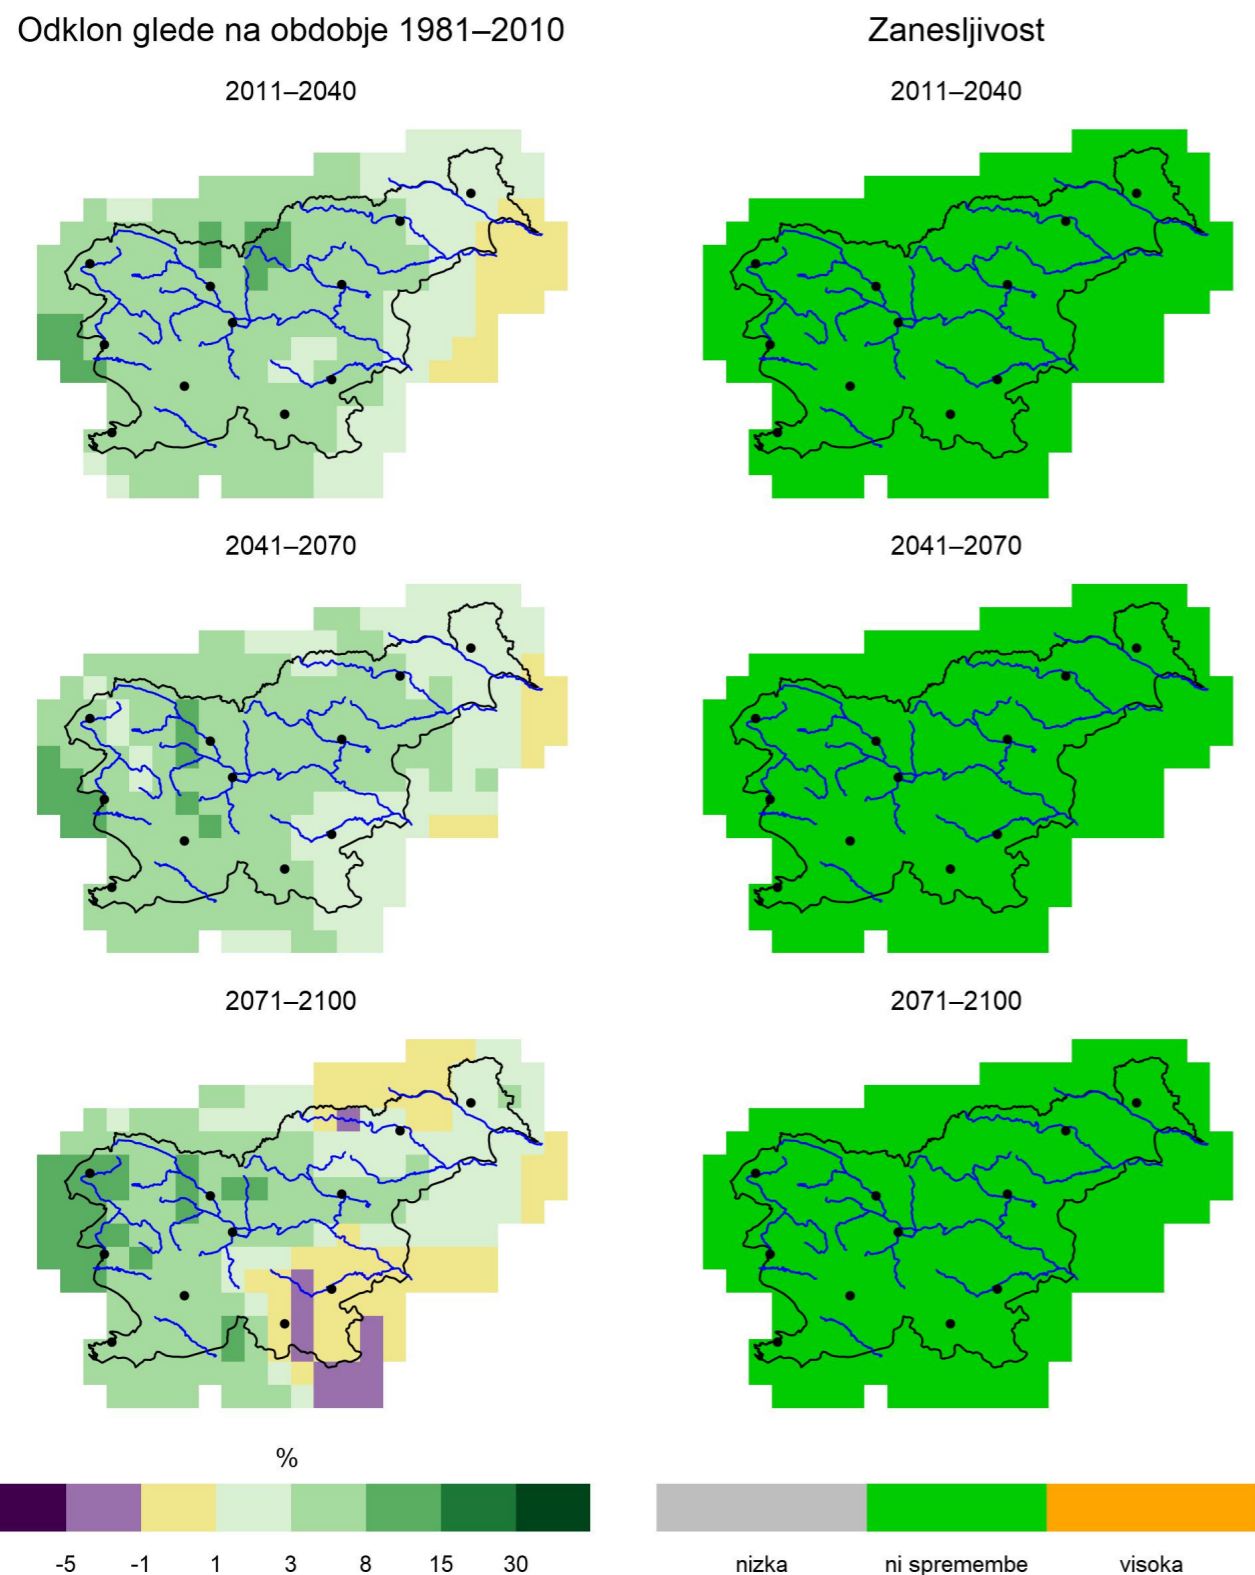 Odklon glede na obdobje 1981–2010
Zanesljivost
2011–2040
2011–2040
2041–2070
2041–2070
2071–2100
2071–2100
%
-5 -1 1 3 8 15 30
nizka ni spremembe visoka